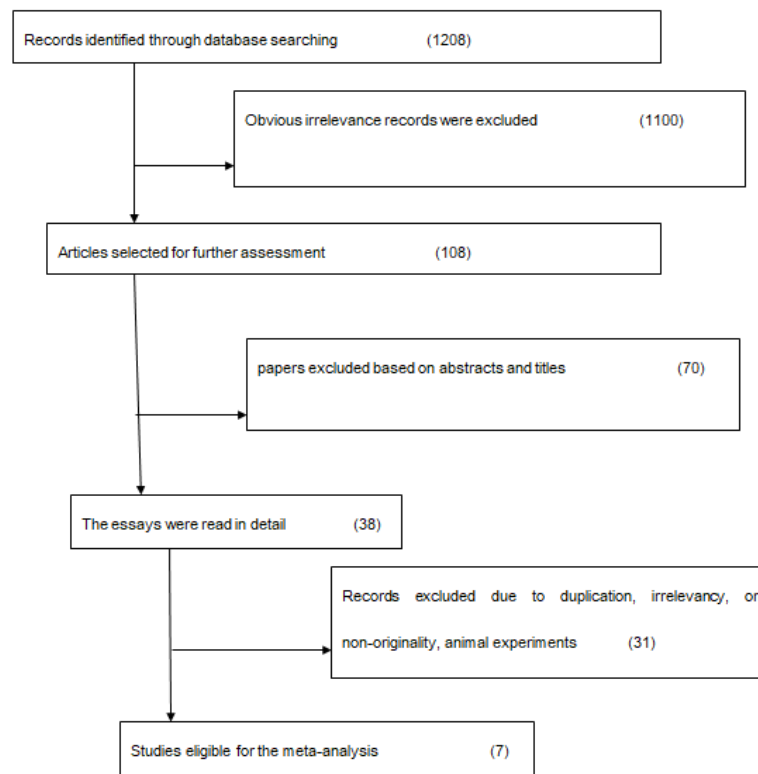 Records identified through database searching (1208)
Obvious irrelevance records were excluded (1100)
Articles selected for further assessment (108)
papers excluded based on abstracts and titles (70)
The essays were read in detail (38)
Records excluded due to duplication, irrelevancy, or
non-originality, animal experiments (31)
Studies eligible for the meta-analysis (7)